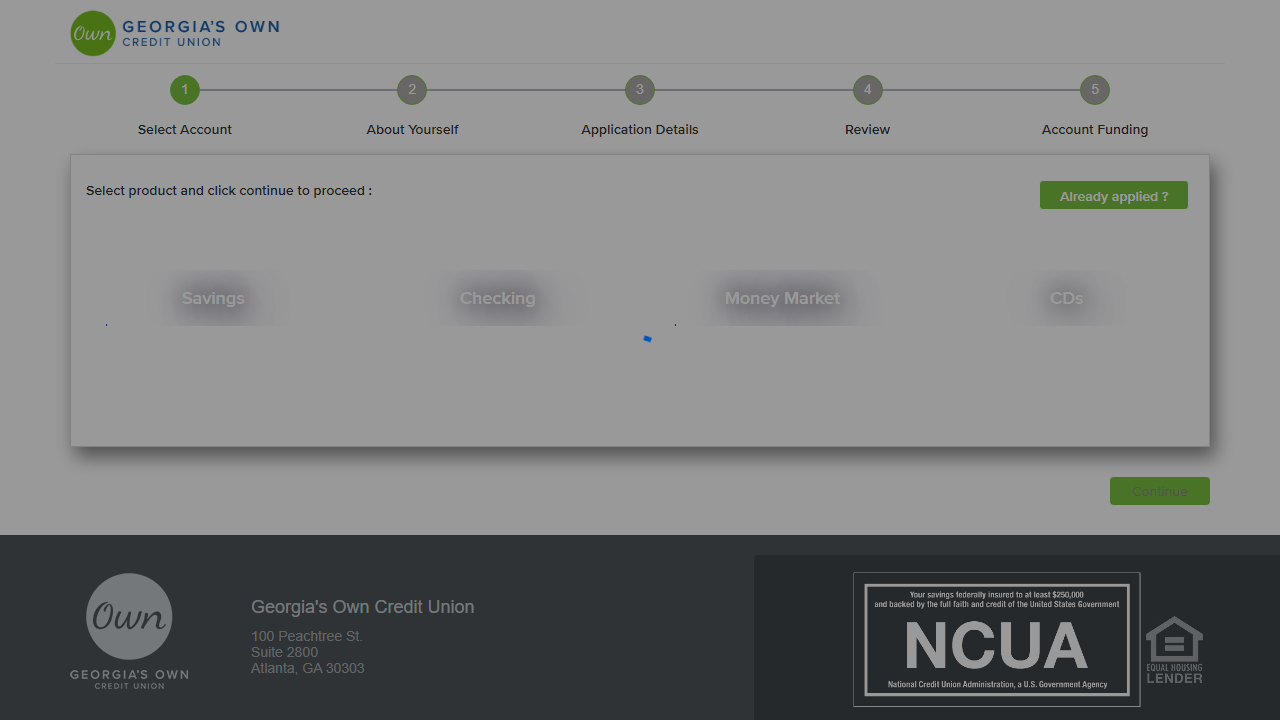 Own
GEORGIA'S OWN
CREDIT UNION
1
2
3
4
5
Select Account
About Yourself
Application Details
Review
Account Funding
Select product and click continue to proceed :
Already applied ?
Savings
Checking
Money Market
CDs
Continue
Own
GEORGIA'S OWN
CREDIT UNION
Georgia's Own Credit Union
100 Peachtree St.
Suite 2800
Atlanta, GA 30303
Your savings federally insured to at least $250,000
and backed by the full faith and credit of the United States Government
NCUA
National Credit Union Administration, a U.S. Government Agency
EQUAL HOUSING
LENDER